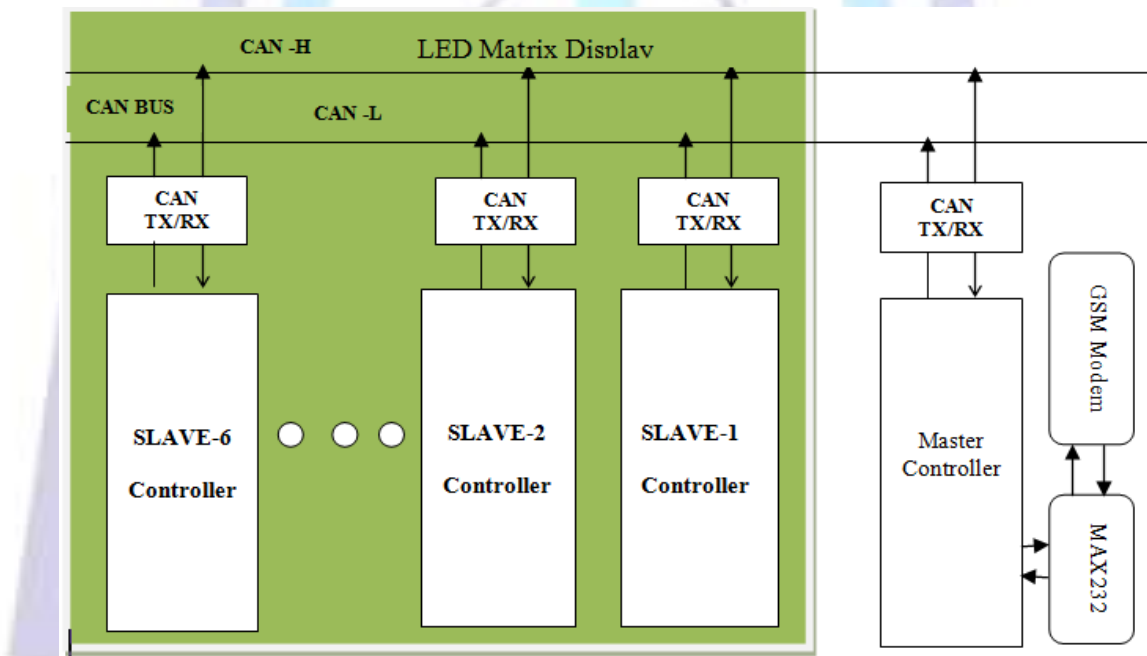 CAN -H
LED Matrix Display
CAN BUS
CAN -L
CAN
TX/RX
CAN
TX/RX
CAN
TX/RX
CAN
TX/RX
SLAVE-6
Controller
SLAVE-2
Controller
SLAVE-1
Controller
Master
Controller
GSM Modem
MAX232